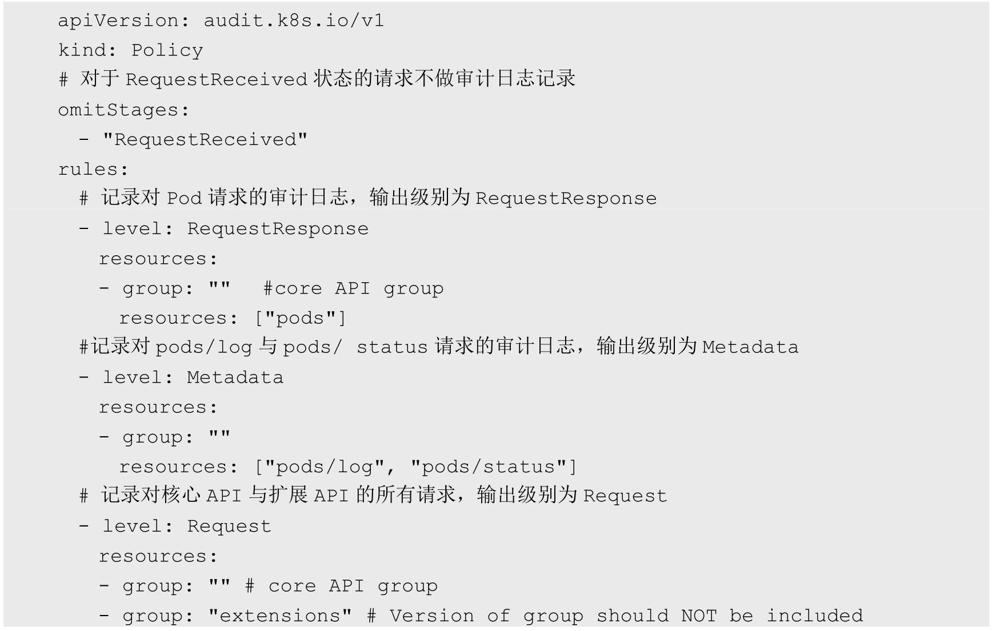 apiVersion: audit.k8s.io/v1
kind: Policy
# 对于 RequestReceived 状态的请求不做审计日志记录
omitStages:
  - "RequestReceived"
rules:
  # 记录对 Pod 请求的审计日志，输出级别为 RequestResponse
  - level: RequestResponse
    resources:
    - group: ""   #core API group
      resources: ["pods"]
  #记录对 pods/log 与 pods/ status 请求的审计日志，输出级别为 Metadata
  - level: Metadata
    resources:
    - group: ""
      resources: ["pods/log", "pods/status"]
  # 记录对核心 API 与扩展 API 的所有请求，输出级别为 Request
  - level: Request
    resources:
    - group: "" # core API group
    - group: "extensions" # Version of group should NOT be included